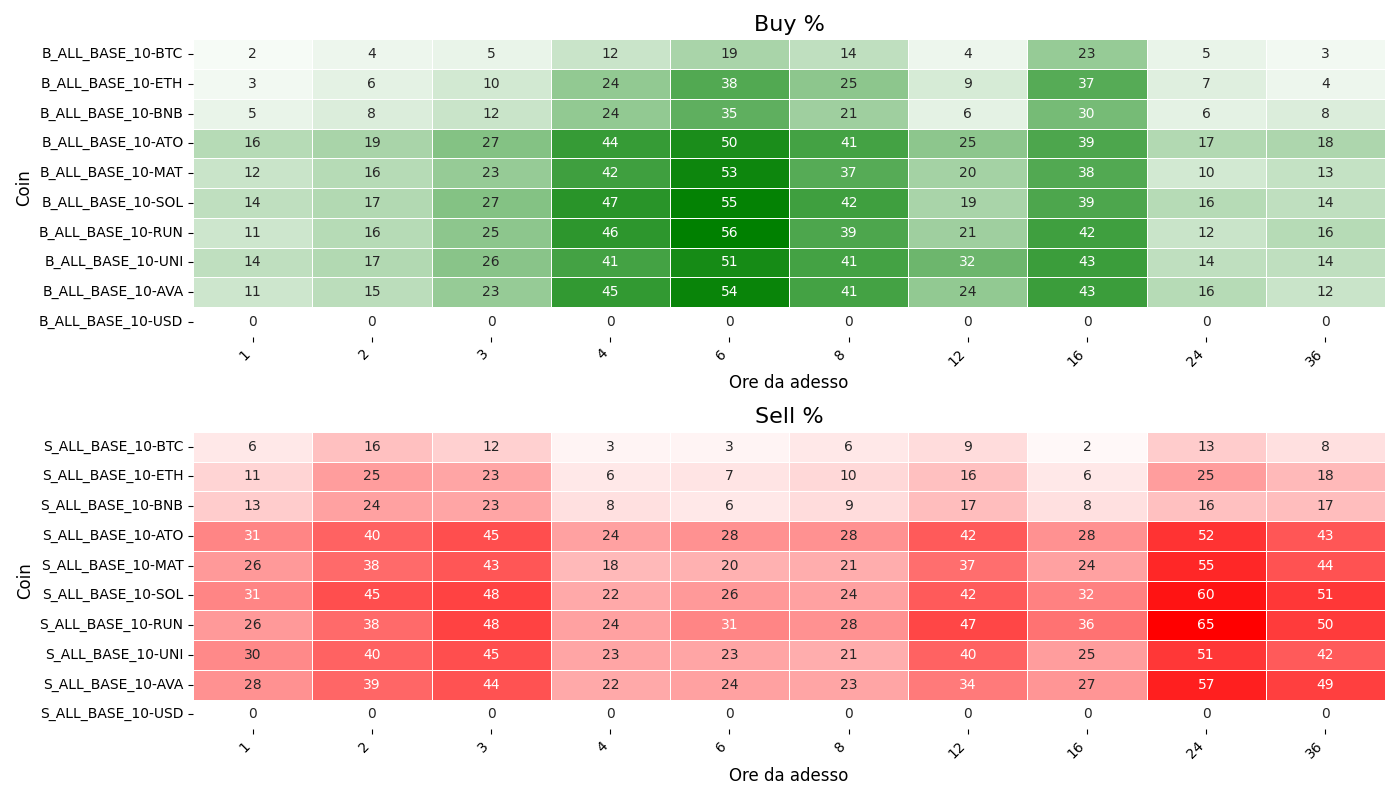 Buy %
Coin
B_ALL_BASE_10-BTC 2 4 5 12 19 14 4 23 5 3
B_ALL_BASE_10-ETH 3 6 10 24 38 25 9 37 7 4
B_ALL_BASE_10-BNB 5 8 12 24 35 21 6 30 6 8
B_ALL_BASE_10-ATO 16 19 27 44 50 41 25 39 17 18
B_ALL_BASE_10-MAT 12 16 23 42 53 37 20 38 10 13
B_ALL_BASE_10-SOL 14 17 27 47 55 42 19 39 16 14
B_ALL_BASE_10-RUN 11 16 25 46 56 39 21 42 12 16
B_ALL_BASE_10-UNI 14 17 26 41 51 41 32 43 14 14
B_ALL_BASE_10-AVA 11 15 23 45 54 41 24 43 16 12
B_ALL_BASE_10-USD 0 0 0 0 0 0 0 0 0 0
1 2 3 4 6 8 12 16 24 36
Ore da adesso
Sell %
Coin
S_ALL_BASE_10-BTC 6 16 12 3 3 6 9 2 13 8
S_ALL_BASE_10-ETH 11 25 23 6 7 10 16 6 25 18
S_ALL_BASE_10-BNB 13 24 23 8 6 9 17 8 16 17
S_ALL_BASE_10-ATO 31 40 45 24 28 28 42 28 52 43
S_ALL_BASE_10-MAT 26 38 43 18 20 21 37 24 55 44
S_ALL_BASE_10-SOL 31 45 48 22 26 24 42 32 60 51
S_ALL_BASE_10-RUN 26 38 48 24 31 28 47 36 65 50
S_ALL_BASE_10-UNI 30 40 45 23 23 21 40 25 51 42
S_ALL_BASE_10-AVA 28 39 44 22 24 23 34 27 57 49
S_ALL_BASE_10-USD 0 0 0 0 0 0 0 0 0 0
1 2 3 4 6 8 12 16 24 36
Ore da adesso